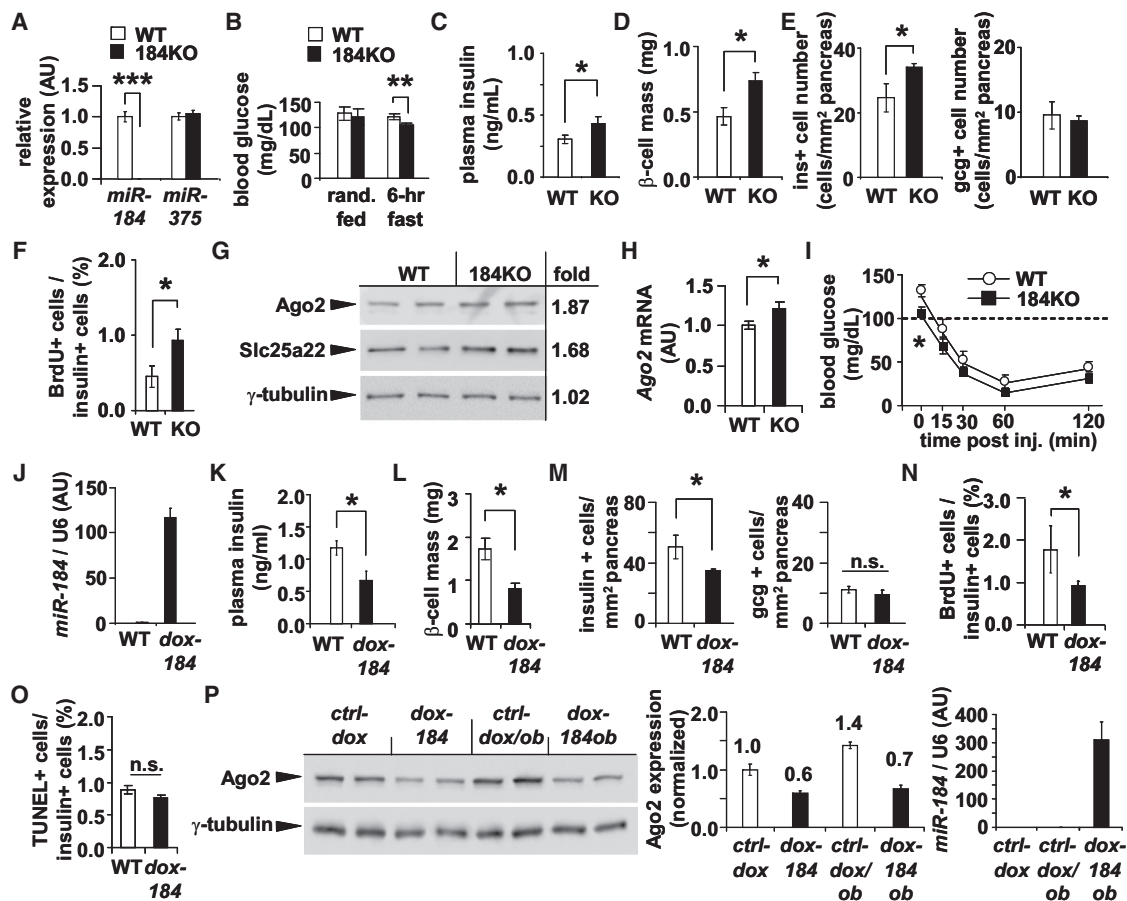 A
WT
184KO
relative
expression (AU)
1.5
1.0
0.5
0.0
***
miR-
184
miR-
375
B
WT
184KO
blood glucose
(mg/dL)
150
100
50
0
**
rand.
fed
6-hr
fast
C
plasma insulin
(ng/mL)
1.0
0.5
0.0
*
WT KO
D
β-cell mass (mg)
1.0
0.5
0.0
*
WT KO
E
ins+ cell number
(cells/mm² pancreas)
40
20
0
*
WT KO
gcg+ cell number
(cells/mm² pancreas)
20
10
0
WT KO
F
BrdU+ cells /
insulin+ cells (%)
2.0
1.0
0.0
*
WT KO
G
WT 184KO fold
Ago2 1.87
Slc25a22 1.68
γ-tubulin 1.02
H
Ago2 mRNA
(AU)
1.5
1.0
0.5
0.0
*
WT KO
I
WT
184KO
blood glucose
(mg/dL)
150
100
50
0
*
0 15 30 60 120
time post inj. (min)
J
miR-184 / U6 (AU)
150
100
50
0
WT dox-
184
K
plasma insulin
(ng/ml)
2.0
1.5
1.0
0.5
0.0
*
WT dox-
184
L
β-cell mass (mg)
3
2
1
0
*
WT dox-
184
M
insulin + cells/
mm² pancreas
80
60
40
20
0
*
WT dox-
184
gcg + cells/
mm² pancreas
40
20
0
n.s.
WT dox-
184
N
BrdU+ cells /
insulin+ cells (%)
3.0
2.0
1.0
0.0
*
WT dox-
184
O
TUNEL+ cells/
insulin+ cells (%)
2.0
1.5
1.0
0.5
0.0
n.s.
WT dox-
184
P
ctrl-
dox
dox-
184
ctrl-
dox/ob
dox-
184ob
Ago2
γ-tubulin
Ago2 expression
(normalized)
2.0
1.5
1.0
0.5
0.0
1.0
0.6
1.4
0.7
ctrl-
dox
dox-
184
ctrl-
dox/
ob
dox-
184
ob
miR-184 / U6 (AU)
400
300
200
100
0
ctrl-
dox
ctrl-
dox/
ob
dox-
184
ob